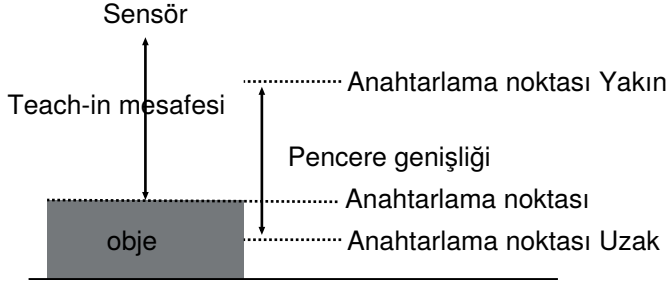 Sensör
Anahtarlama noktası Yakın
Teach-in mesafesi
Pencere genişliği
Anahtarlama noktası
obje
Anahtarlama noktası Uzak